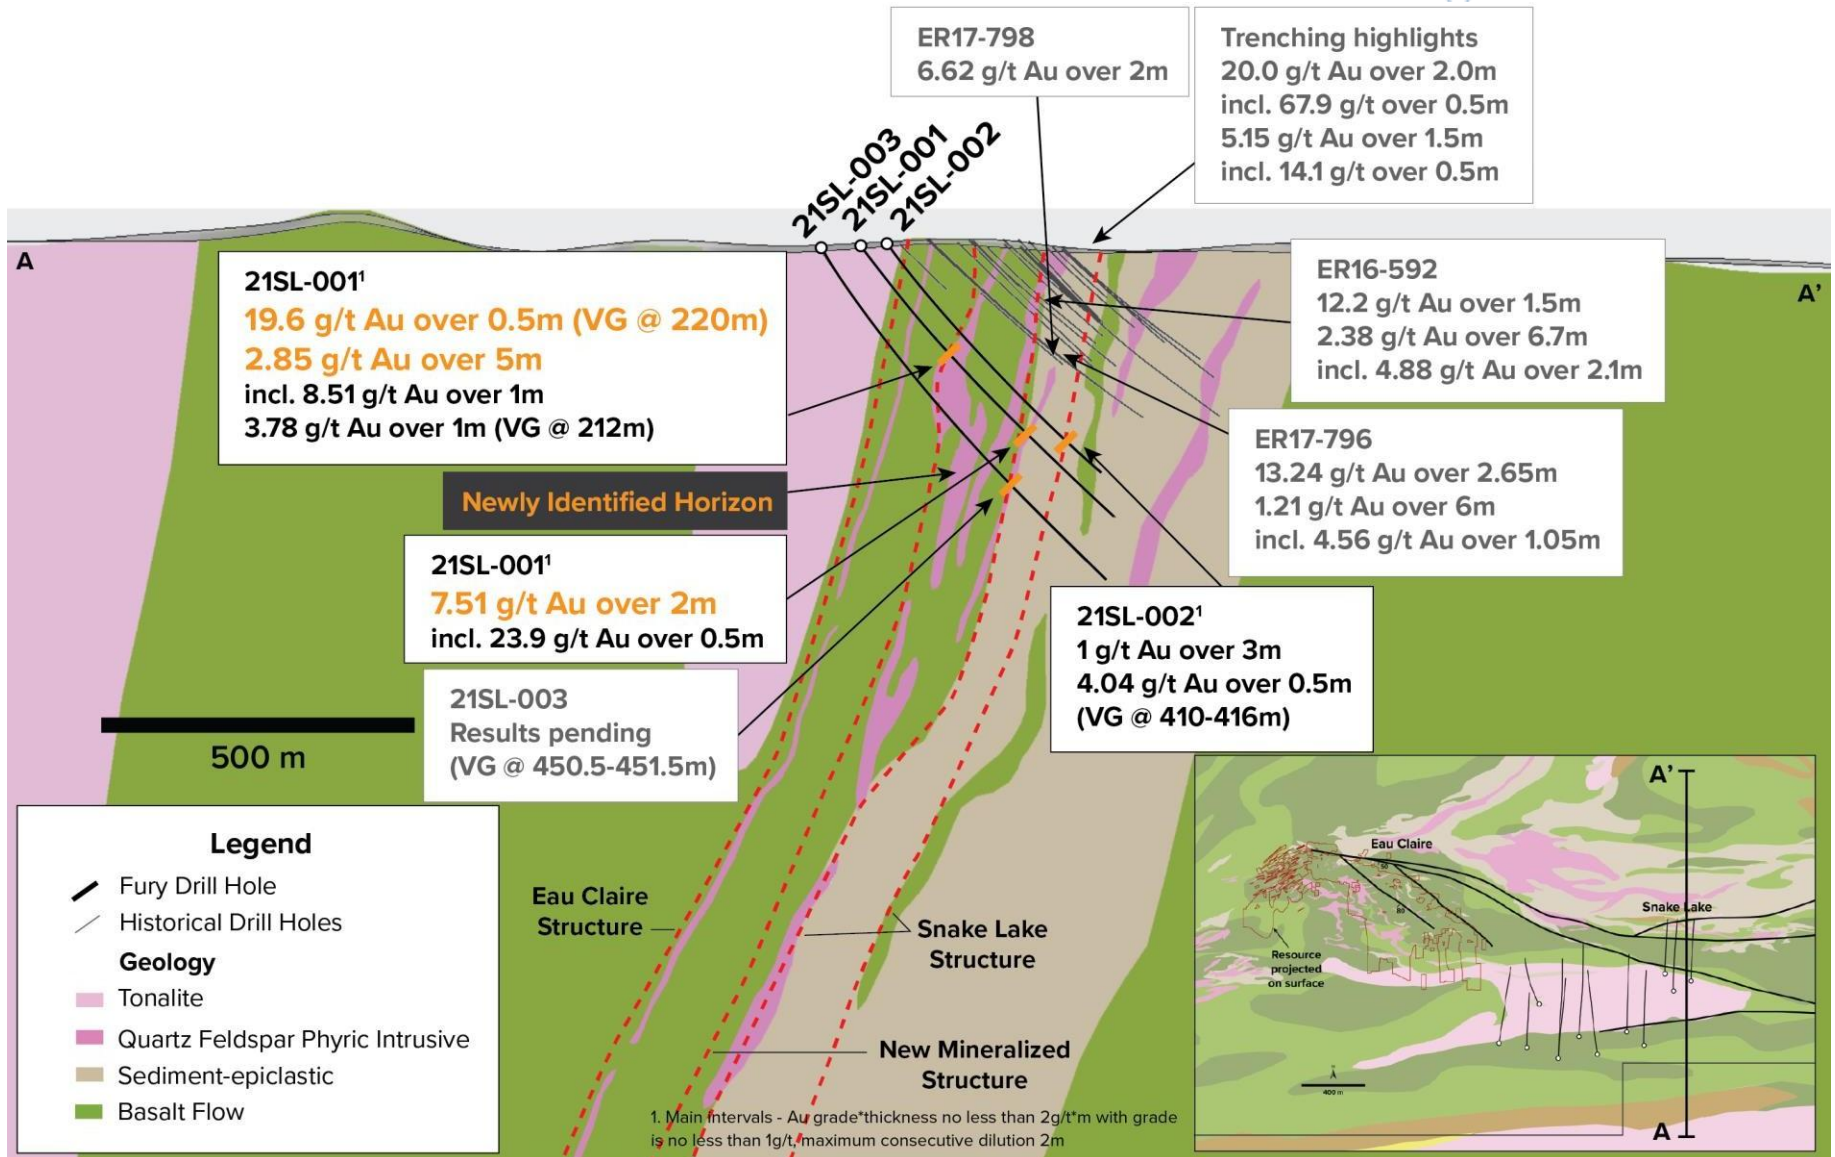 ER17-798
6.62 g/t Au over 2m
Trenching highlights
20.0 g/t Au over 2.0m
incl. 67.9 g/t over 0.5m
5.15 g/t Au over 1.5m
incl. 14.1 g/t over 0.5m
21SL-003
21SL-001
21SL-002
A
A'
21SL-001¹
19.6 g/t Au over 0.5m (VG @ 220m)
2.85 g/t Au over 5m
incl. 8.51 g/t Au over 1m
3.78 g/t Au over 1m (VG @ 212m)
ER16-592
12.2 g/t Au over 1.5m
2.38 g/t Au over 6.7m
incl. 4.88 g/t Au over 2.1m
Newly Identified Horizon
ER17-796
13.24 g/t Au over 2.65m
1.21 g/t Au over 6m
incl. 4.56 g/t Au over 1.05m
21SL-001¹
7.51 g/t Au over 2m
incl. 23.9 g/t Au over 0.5m
21SL-002¹
1 g/t Au over 3m
4.04 g/t Au over 0.5m
(VG @ 410-416m)
21SL-003
Results pending
(VG @ 450.5-451.5m)
500 m
Legend
Fury Drill Hole
Historical Drill Holes
Geology
Tonalite
Quartz Feldspar Phyric Intrusive
Sediment-epiclastic
Basalt Flow
Eau Claire
Structure
Snake Lake
Structure
New Mineralized
Structure
1. Main intervals - Au grade*thickness no less than 2g/t*m with grade
is no less than 1g/t, maximum consecutive dilution 2m
A'
Eau Claire
Snake Lake
Resource
projected
on surface
400 m
A